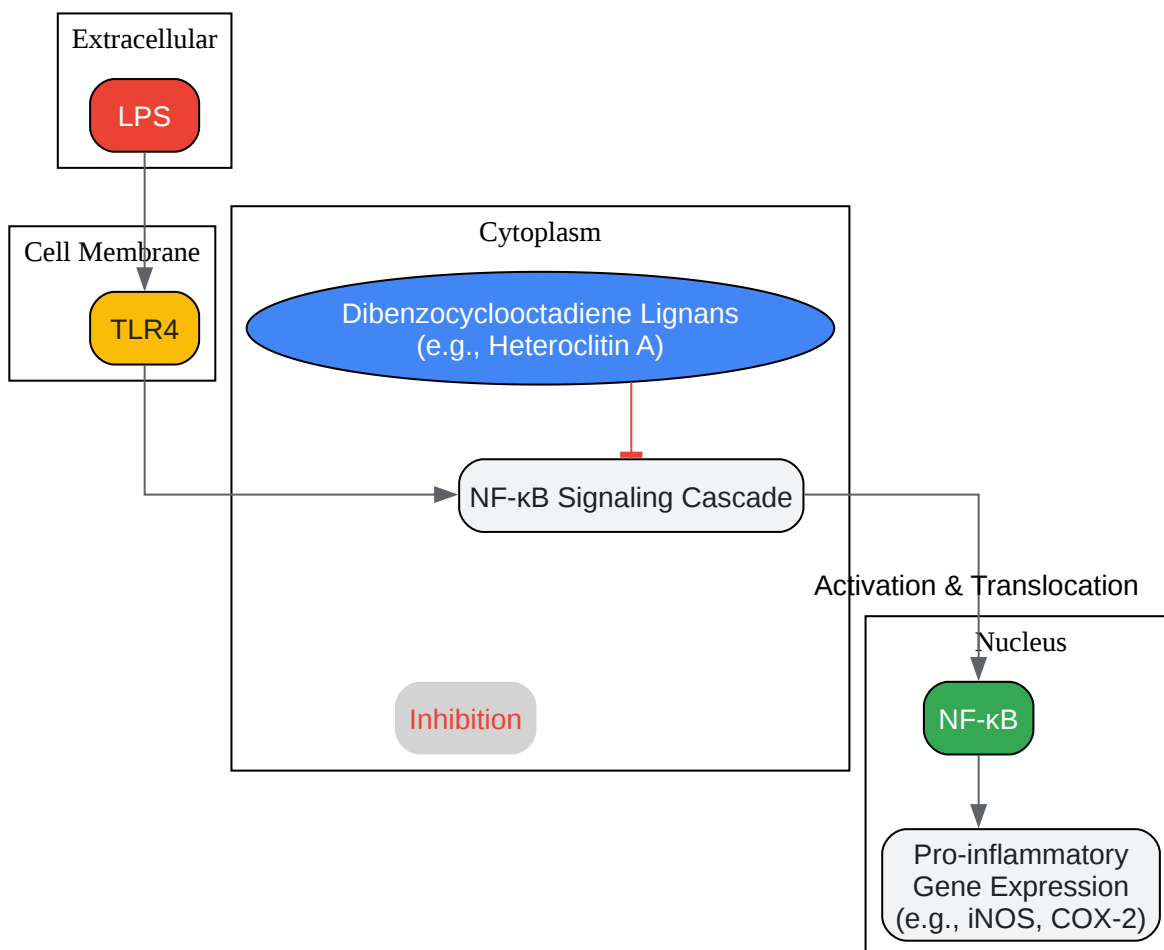 Extracellular
LPS
Cell Membrane
TLR4
Cytoplasm
Dibenzocyclooctadiene Lignans
(e.g., Heteroclitin A)
NF-κB Signaling Cascade
Activation & Translocation
Inhibition
Nucleus
NF-κB
Pro-inflammatory
Gene Expression
(e.g., iNOS, COX-2)